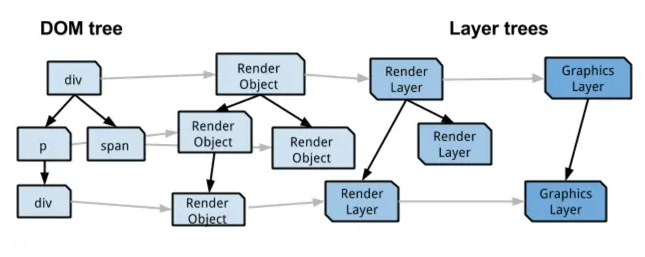 DOM tree
Layer trees
div
Render
Object
Render
Layer
Graphics
Layer
p
span
Render
Object
Render
Object
Render
Layer
div
Render
Object
Render
Layer
Graphics
Layer